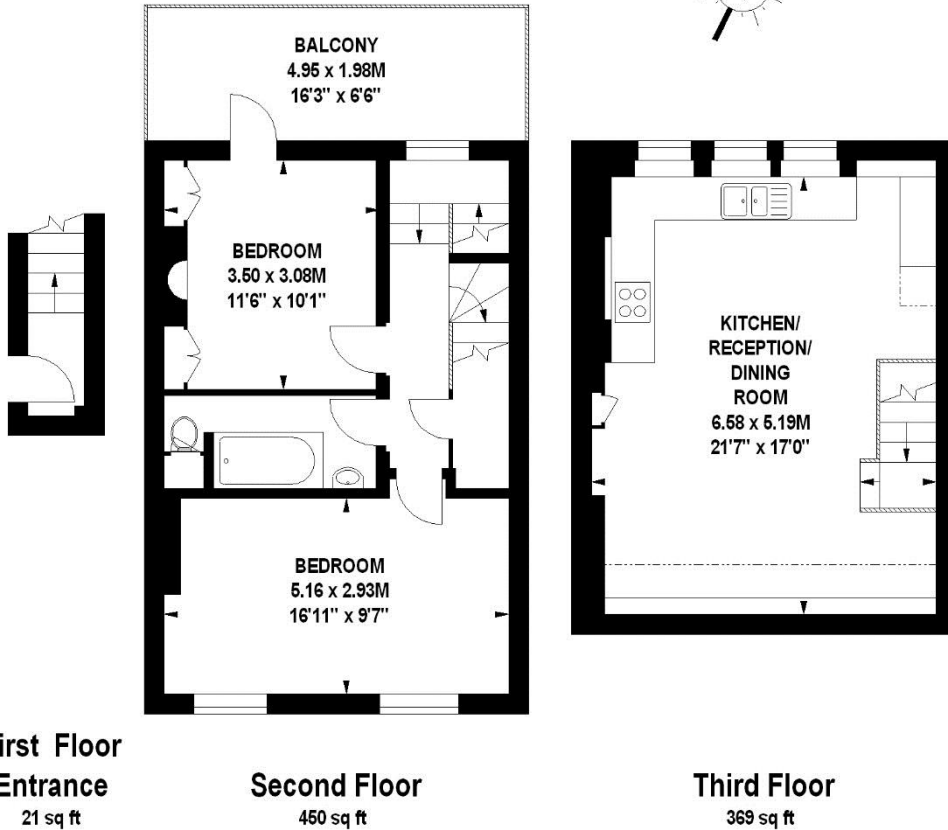 BALCONY
4.95 x 1.98M
16'3" x 6'6"
BEDROOM
3.50 x 3.08M
11'6" x 10'1"
KITCHEN/
RECEPTION/
DINING
ROOM
6.58 x 5.19M
21'7" x 17'0"
BEDROOM
5.16 x 2.93M
16'11" x 9'7"
irst Floor
Entrance
21 sq ft
Second Floor
450 sq ft
Third Floor
369 sq ft